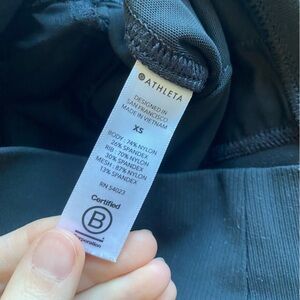 ATHLETA
DESIGNED IN
SAN FRANCISCO
MADE IN VIETNAM
XS
BODY: 74% NYLON
26% SPANDEX
RIB: 70% NYLON
30% SPANDEX
MESH: 87% NYLON
13% SPANDEX
RN 54023
Certified
B
Corporation